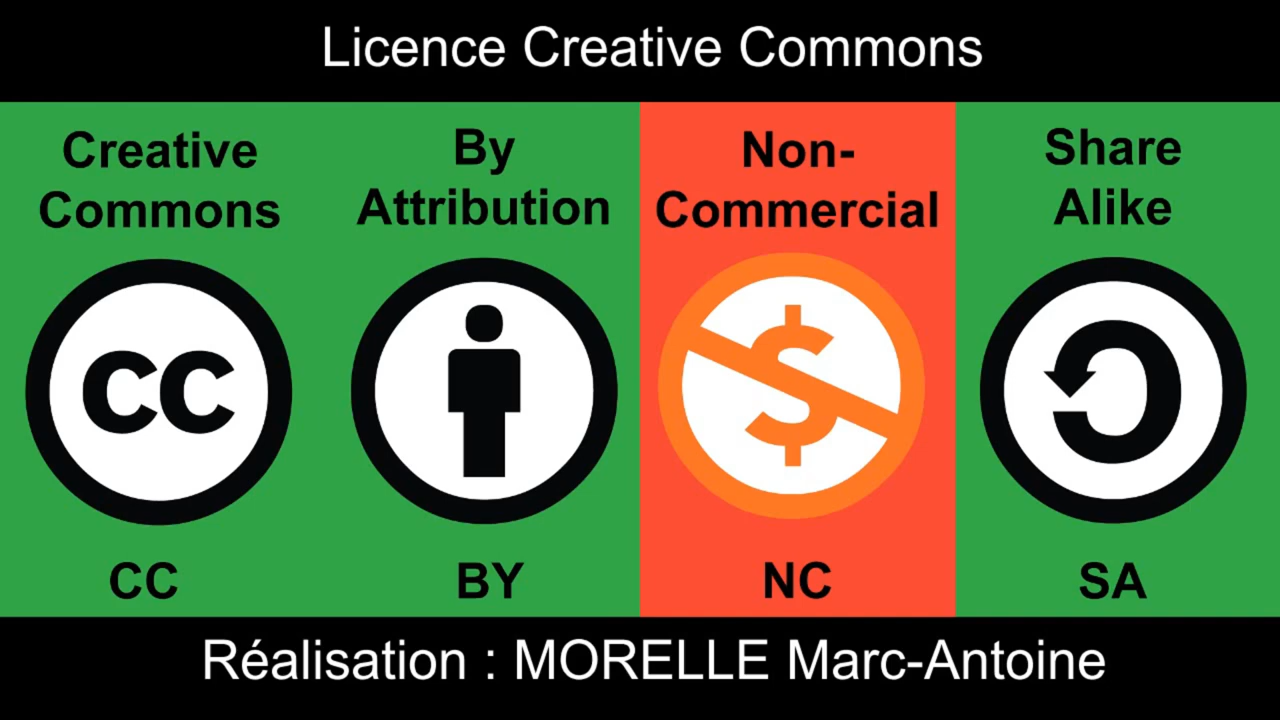 Licence Creative Commons
Creative
Commons
By
Attribution
Non-
Commercial
Share
Alike
cc
$
CC
BY
NC
SA
Réalisation : MORELLE Marc-Antoine